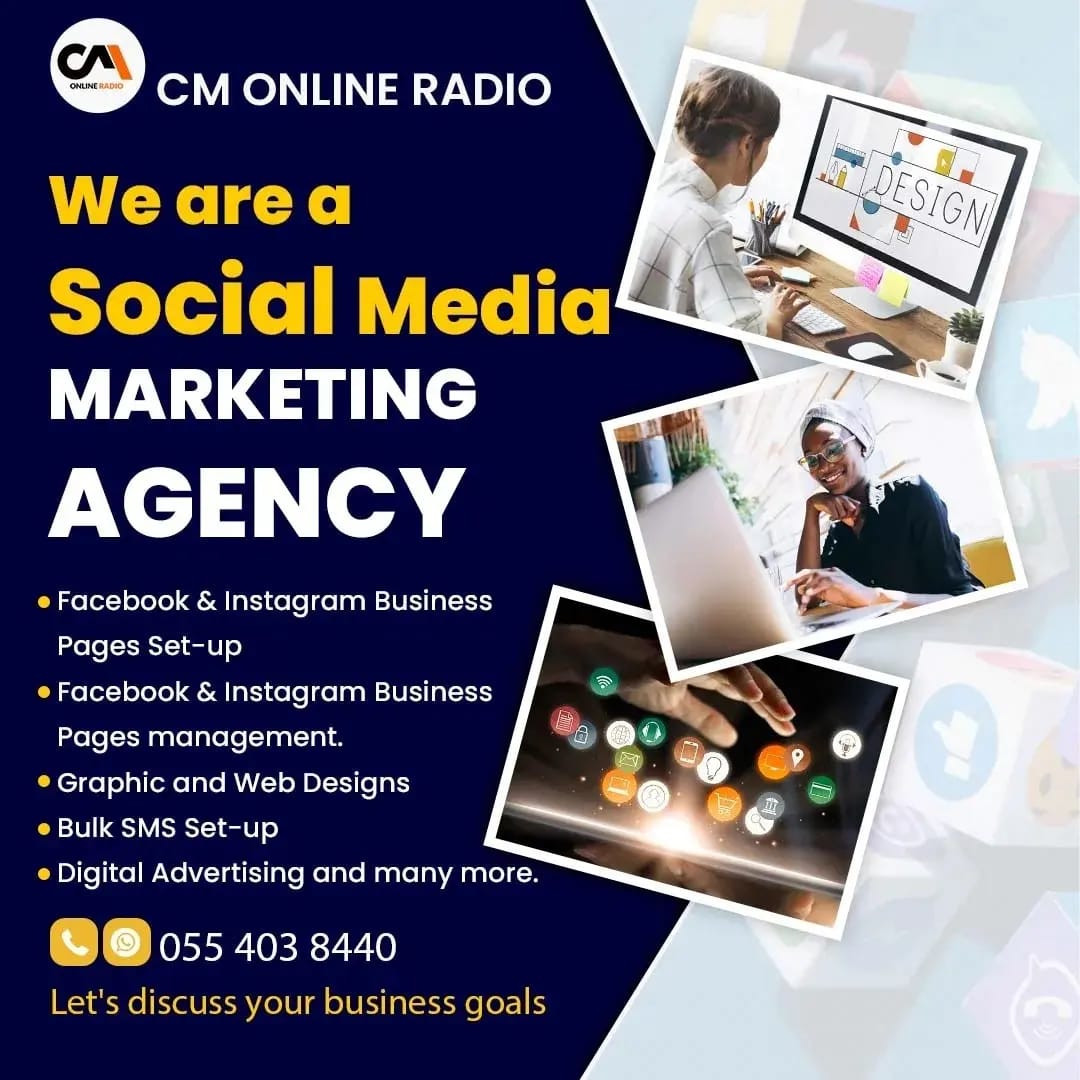 CM
ONLINE RADIO
CM ONLINE RADIO
We are a
Social Media
MARKETING
AGENCY
• Facebook & Instagram Business
Pages Set-up
• Facebook & Instagram Business
Pages management.
• Graphic and Web Designs
• Bulk SMS Set-up
• Digital Advertising and many more.
055 403 8440
Let's discuss your business goals
DESIGN